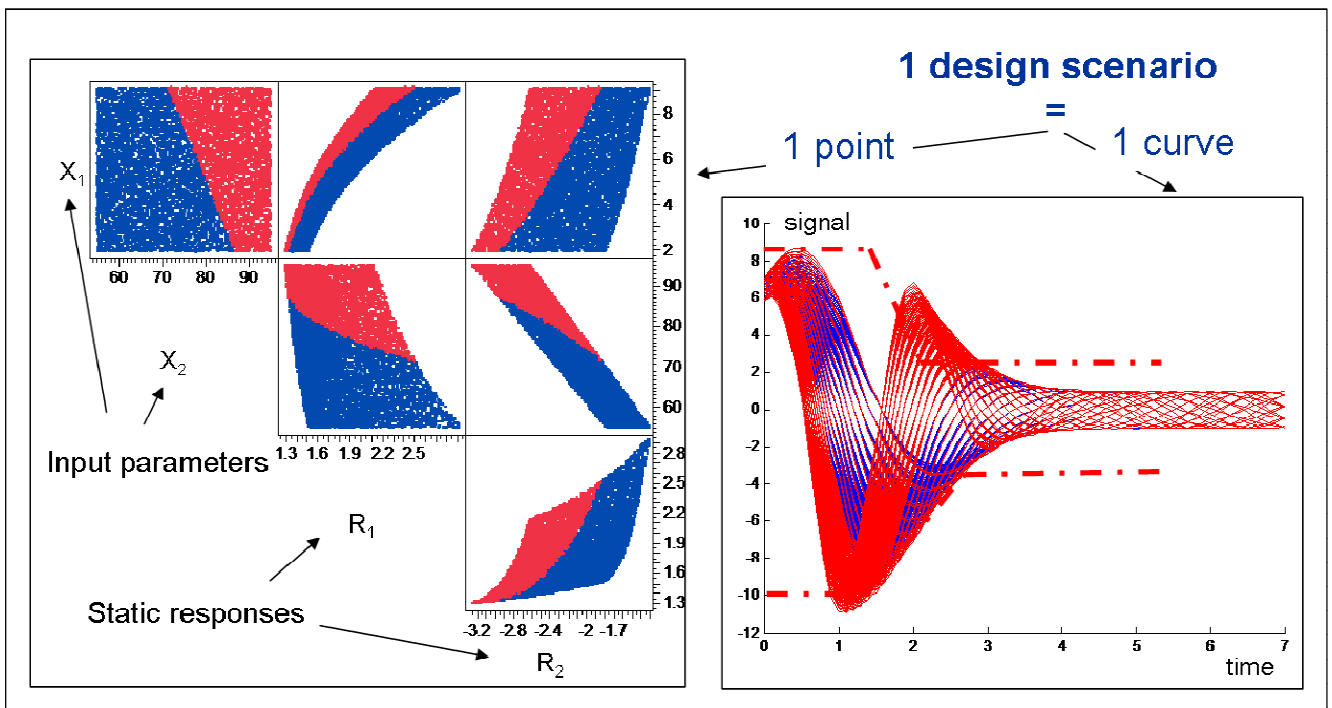 1 design scenario
=
1 point
1 curve
X1
X2
Input parameters
R1
Static responses
R2
8
6
4
2
60 70 80 90
90
80
70
60
1.3 1.6 1.9 2.2 2.5
2.8
2.5
2.2
1.9
1.6
1.3
-3.2 -2.8 -2.4 -2 -1.7
signal
10
8
6
4
2
0
-2
-4
-6
-8
-10
-12
0 1 2 3 4 5 6 7
time